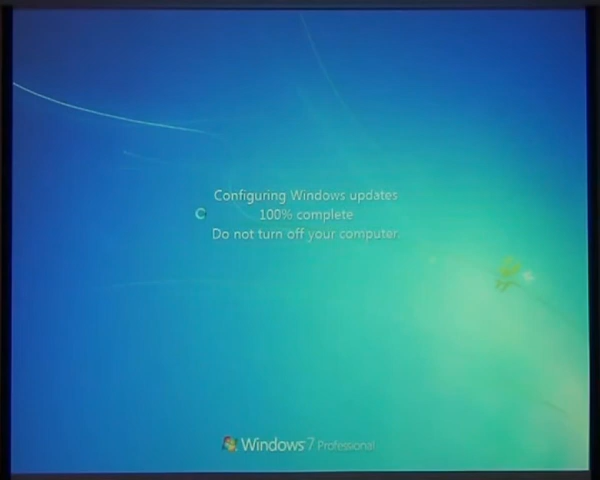 Configuring Windows updates
100% complete
Do not turn off your computer.
Windows 7 Professional